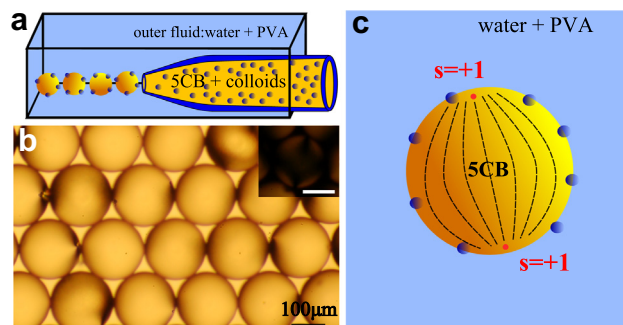 a
outer fluid:water + PVA
5CB + colloids
b
100μm
c
water + PVA
s=+1
5CB
s=+1